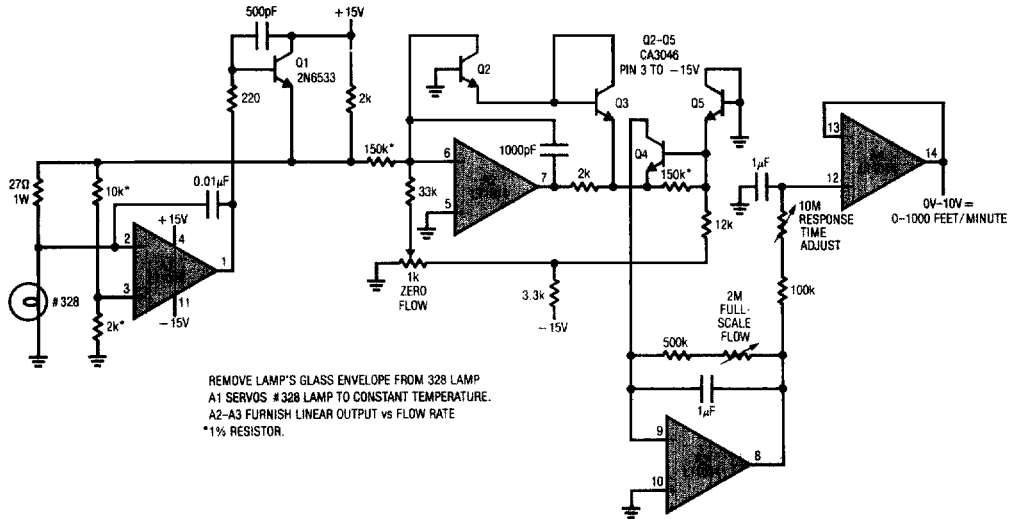 500pF
+15V
Q1
2N6533
220
2k
Q2
Q2-Q5
CA3046
PIN 3 TO -15V
Q3
Q5
Q4
150k*
1000pF
6
7
5
2k
150k*
33k
12k
1µF
13
14
12
0V-10V=
0-1000 FEET/MINUTE
10M
RESPONSE
TIME
ADJUST
27Ω
1W
10k*
0.01µF
+15V
2
4
1
3
11
-15V
#328
2k*
1k
ZERO
FLOW
3.3k
-15V
100k
2M
FULL-
SCALE
FLOW
500k
1µF
9
8
10
REMOVE LAMP'S GLASS ENVELOPE FROM 328 LAMP
A1 SERVOS #328 LAMP TO CONSTANT TEMPERATURE.
A2-A3 FURNISH LINEAR OUTPUT vs FLOW RATE
*1% RESISTOR.